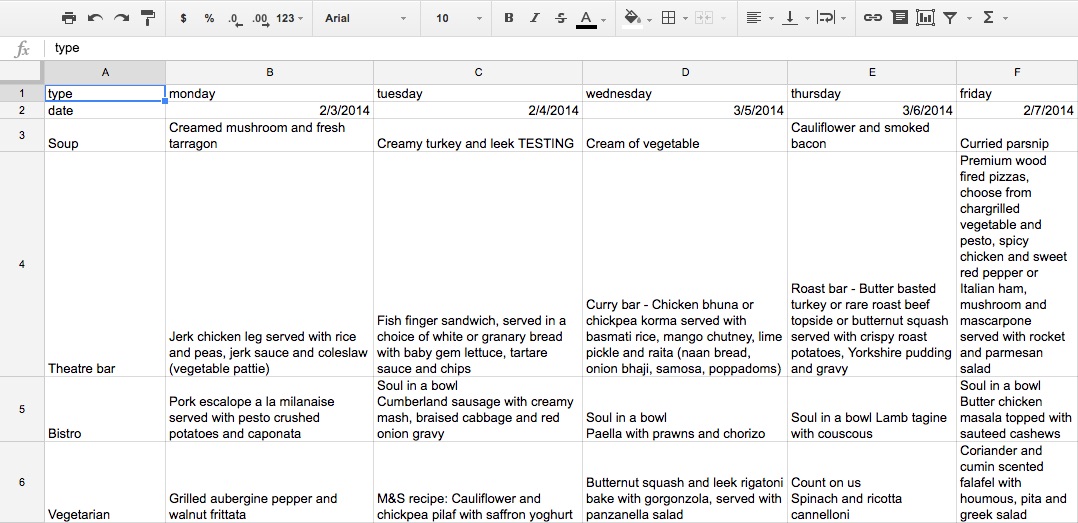 $ % .0 .00 123 Arial 10 B I S A Σ
fx type
A B C D E F
1 type monday tuesday wednesday thursday friday
2 date 2/3/2014 2/4/2014 3/5/2014 3/6/2014 2/7/2014
3
Soup
Creamed mushroom and fresh
tarragon
Creamy turkey and leek TESTING
Cream of vegetable
Cauliflower and smoked
bacon
Curried parsnip
4
Theatre bar
Jerk chicken leg served with rice
and peas, jerk sauce and coleslaw
(vegetable pattie)
Fish finger sandwich, served in a
choice of white or granary bread
with baby gem lettuce, tartare
sauce and chips
Curry bar - Chicken bhuna or
chickpea korma served with
basmati rice, mango chutney, lime
pickle and raita (naan bread,
onion bhaji, samosa, poppadoms)
Roast bar - Butter basted
turkey or rare roast beef
topside or butternut squash
served with crispy roast
potatoes, Yorkshire pudding
and gravy
Premium wood
fired pizzas,
choose from
chargrilled
vegetable and
pesto, spicy
chicken and sweet
red pepper or
Italian ham,
mushroom and
mascarpone
served with rocket
and parmesan
salad
5
Bistro
Pork escalope a la milanaise
served with pesto crushed
potatoes and caponata
Soul in a bowl
Cumberland sausage with creamy
mash, braised cabbage and red
onion gravy
Soul in a bowl
Paella with prawns and chorizo
Soul in a bowl Lamb tagine
with couscous
Soul in a bowl
Butter chicken
masala topped with
sauteed cashews
6
Vegetarian
Grilled aubergine pepper and
walnut frittata
M&S recipe: Cauliflower and
chickpea pilaf with saffron yoghurt
Butternut squash and leek rigatoni
bake with gorgonzola, served with
panzanella salad
Count on us
Spinach and ricotta
cannelloni
Coriander and
cumin scented
falafel with
houmous, pita and
greek salad